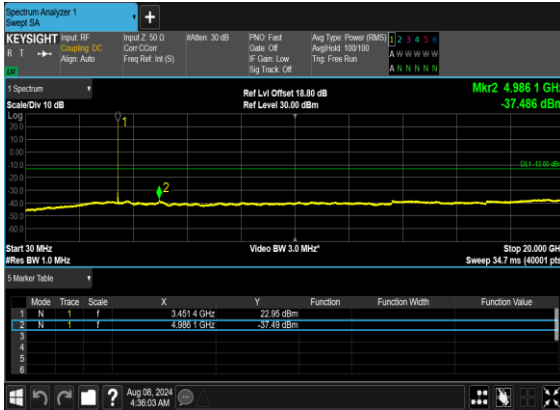 Spectrum Analyzer 1
Swept SA
+
KEYSIGHT Input: RF Input Z: 50 Ω #Atten: 30 dB PNO: Fast Avg Type: Power (RMS) 1 2 3 4 5 6
R T Coupling: DC Corr CCorr Gate: Off Avg|Hold: 100/100 A W W W W W
Align: Auto Freq Ref: Int (S) IF Gain: Low Trig: Free Run
Sig Track: Off A N N N N N
1 Spectrum Ref Lvl Offset 18.80 dB Mkr2 4.986 1 GHz
Scale/Div 10 dB Ref Level 30.00 dBm -37.486 dBm
Log
1
20.0
10.0
0.00
-10.0 DL1 -13.00 dBm
-20.0
-30.0 2
-40.0
-50.0
-60.0
Start 30 MHz Video BW 3.0 MHz* Stop 20.000 GH
#Res BW 1.0 MHz Sweep 34.7 ms (40001 pts
5 Marker Table
Mode Trace Scale X Y Function Function Width Function Value
1 N 1 f 3.451 4 GHz 22.95 dBm
2 N 1 f 4.986 1 GHz -37.49 dBm
3
4
5
6
? Aug 08, 2024
4:36:03 AM